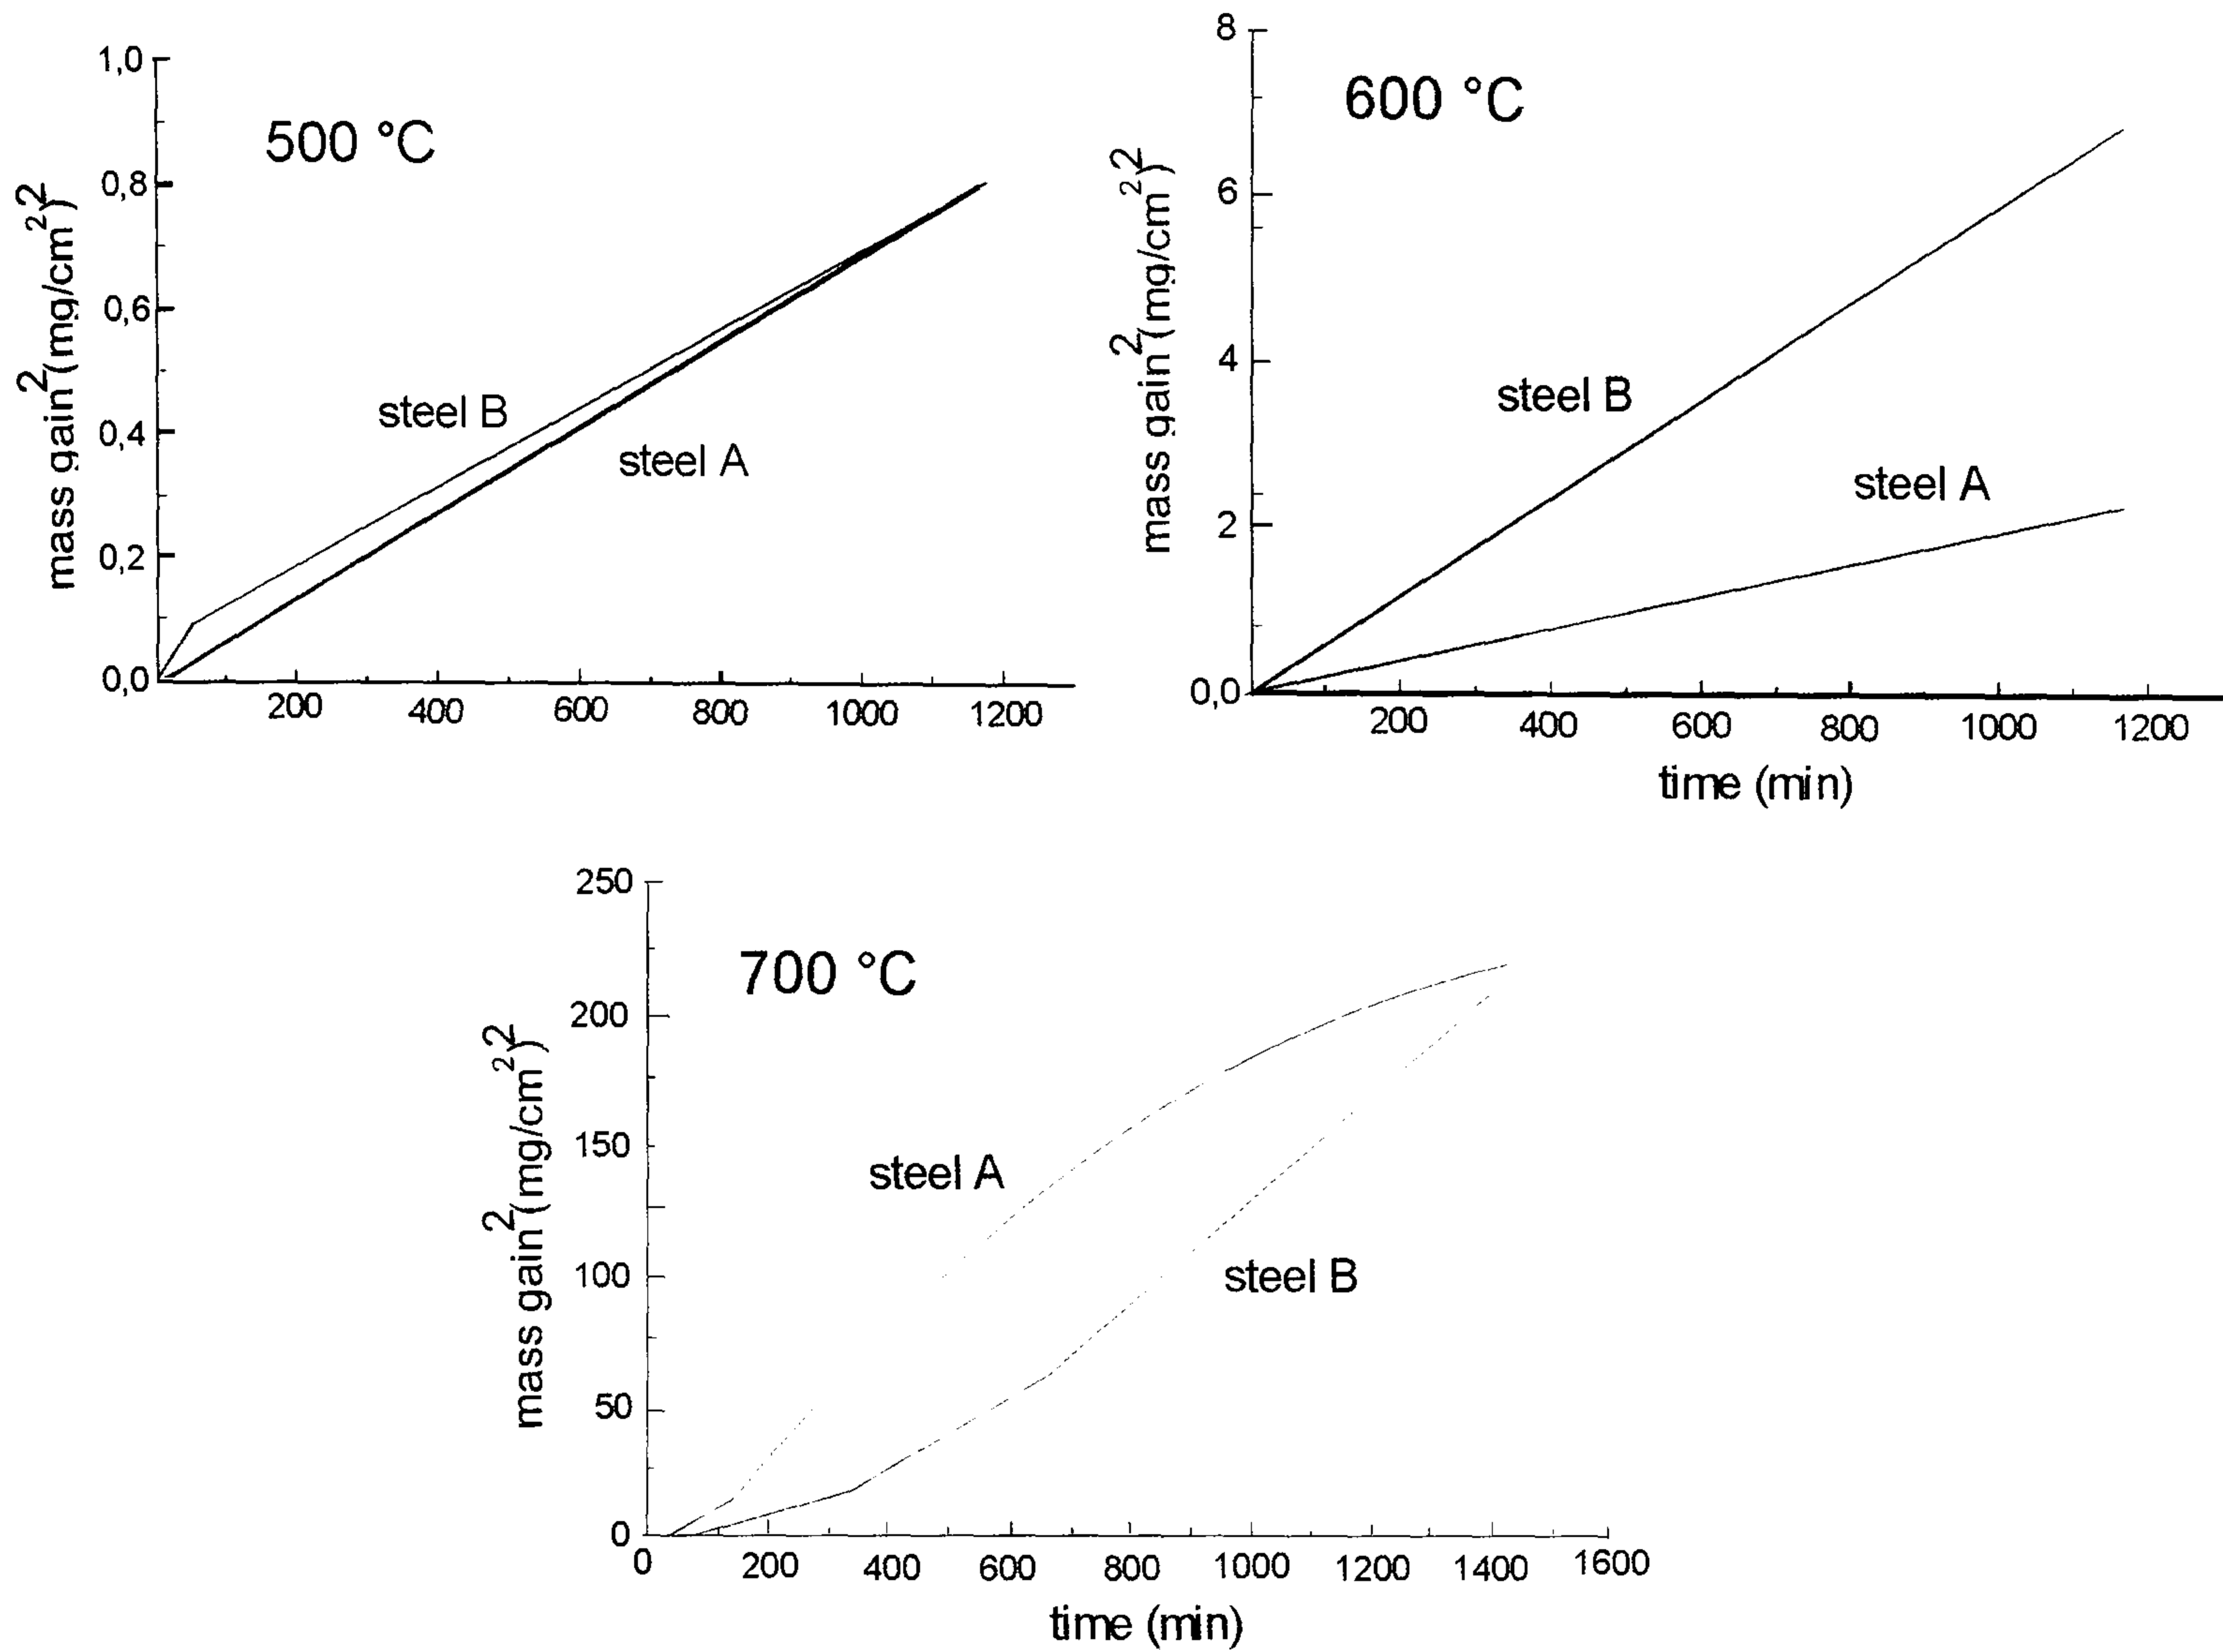 500 °C
mass gain² (mg/cm²)²
1,0
0,8
0,6
0,4
0,2
0,0
steel B
steel A
200 400 600 800 1000 1200
600 °C
mass gain² (mg/cm²)²
8
6
4
2
0,0
steel B
steel A
200 400 600 800 1000 1200
time (min)
700 °C
mass gain² (mg/cm²)²
250
200
150
100
50
0
steel A
steel B
0 200 400 600 800 1000 1200 1400 1600
time (min)